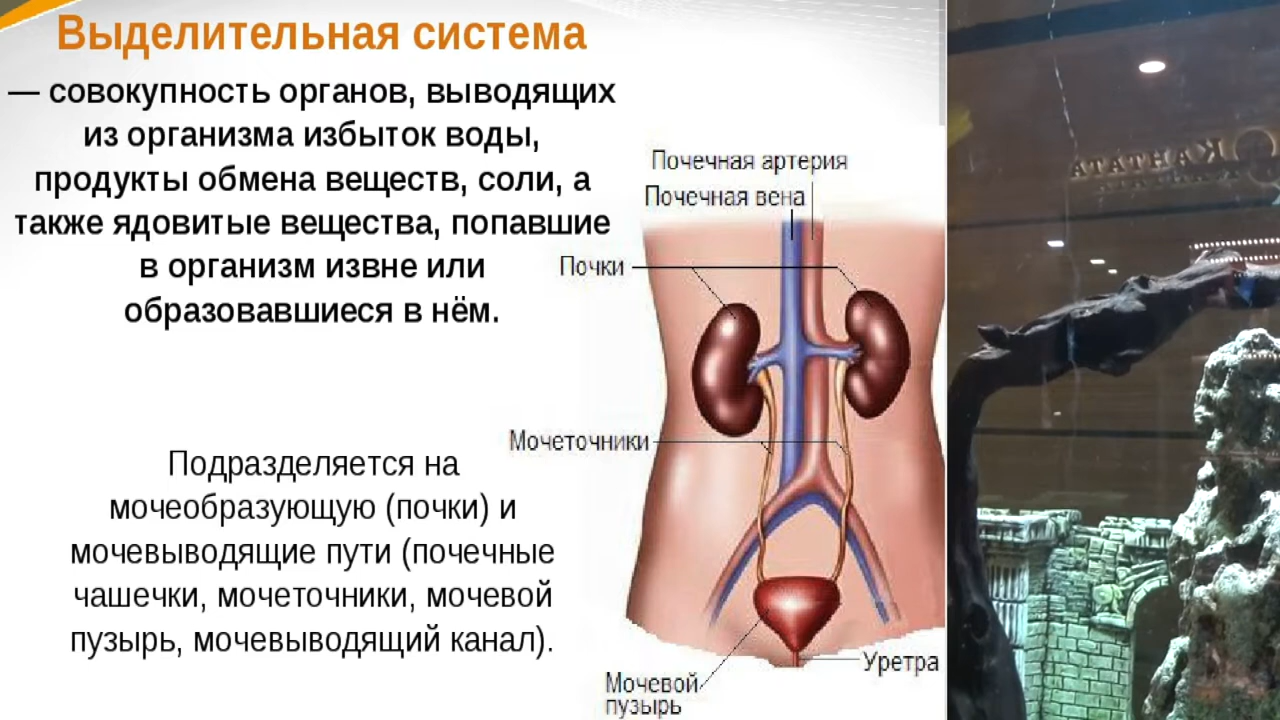 Выделительная система
— совокупность органов, выводящих
из организма избыток воды,
продукты обмена веществ, соли, а
также ядовитые вещества, попавшие
в организм извне или
образовавшиеся в нём.
Подразделяется на
мочеобразующую (почки) и
мочевыводящие пути (почечные
чашечки, мочеточники, мочевой
пузырь, мочевыводящий канал).
Почечная артерия
Почечная вена
Почки
Мочеточники
Мочевой
пузырь
Уретра
КАНТАТА